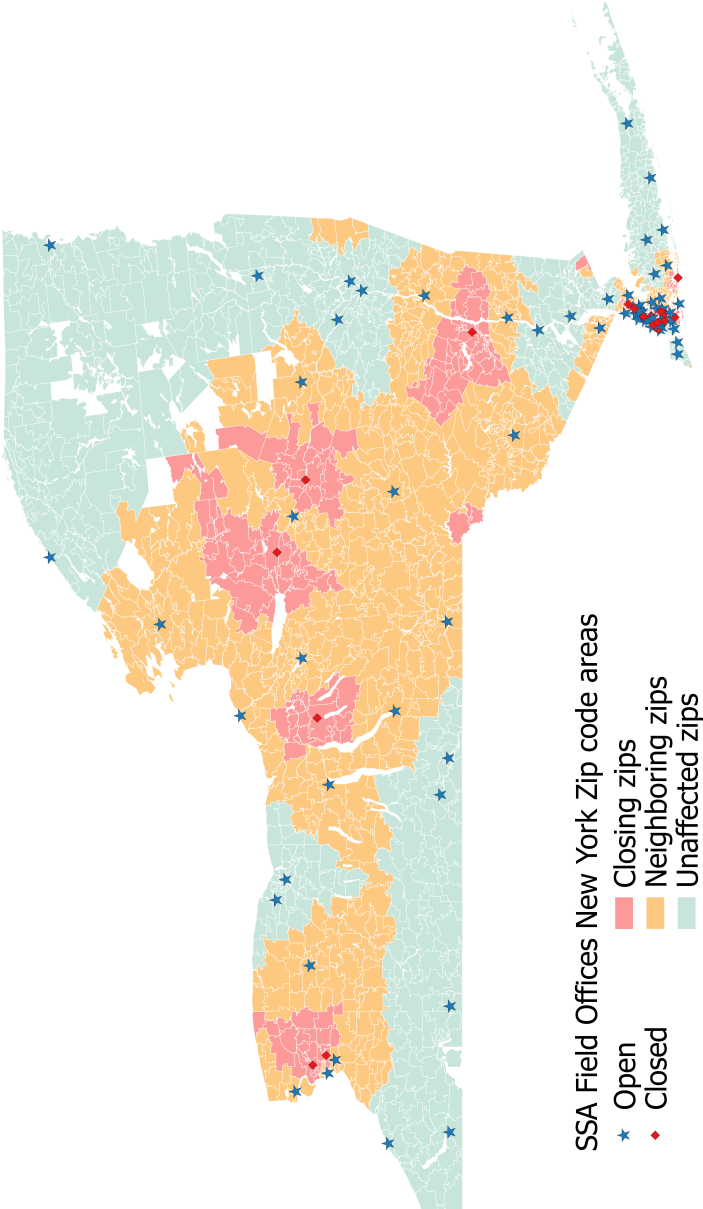 SSA Field Offices New York Zip code areas
Open
Closed
Closing zips
Neighboring zips
Unaffected zips